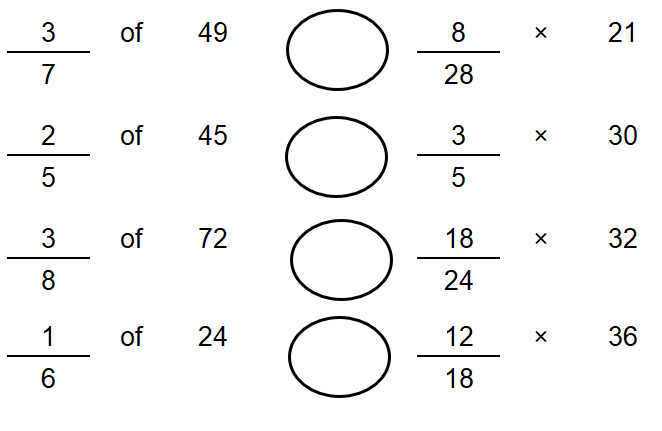 3/7 of 49 8/28 × 21
2/5 of 45 3/5 × 30
3/8 of 72 18/24 × 32
1/6 of 24 12/18 × 36